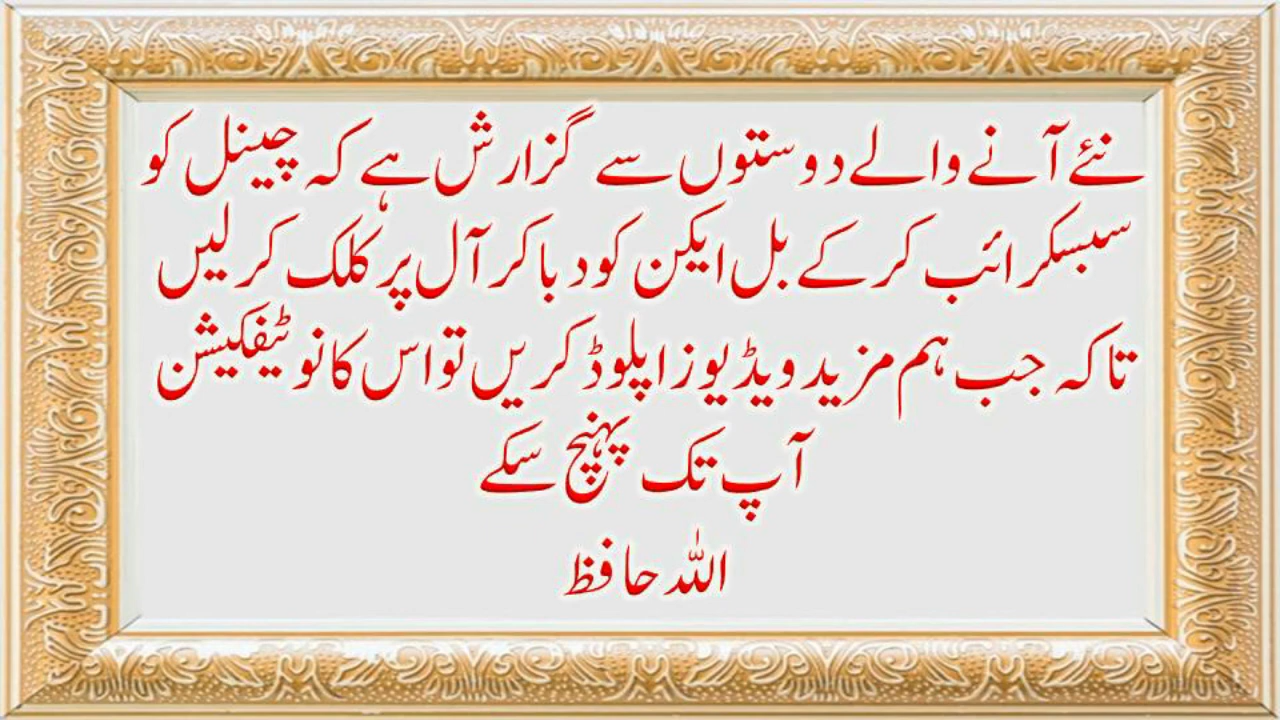 نئے آنے والے دوستوں سے گزارش ہے کہ چینل کو
سبسکرائب کر کے بل ایکن کو دبا کر آل پر کلک کر لیں
تاکہ جب ہم مزید ویڈیوز اپلوڈ کریں تو اس کا نوٹیفکیشن
آپ تک پہنچ سکے
اللہ حافظ